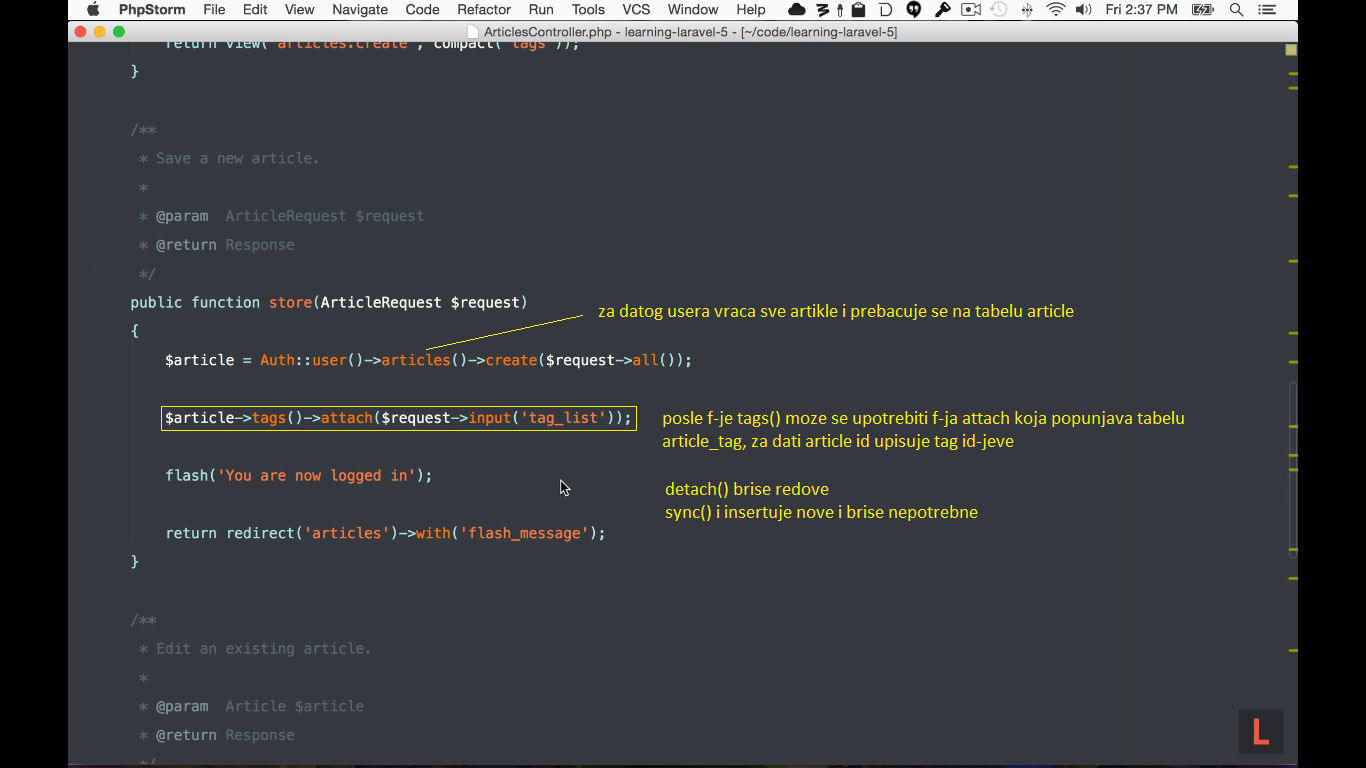 PhpStorm File Edit View Navigate Code Refactor Run Tools VCS Window Help Fri 2:37 PM
ArticlesController.php - learning-laravel-5 - [~/code/learning-laravel-5]
return view('articles.create', compact('tags'));
}
/**
* Save a new article.
*
* @param ArticleRequest $request
* @return Response
*/
public function store(ArticleRequest $request)
za datog usera vraca sve artikle i prebacuje se na tabelu article
{
$article = Auth::user()->articles()->create($request->all());
$article->tags()->attach($request->input('tag_list'));
posle f-je tags() moze se upotrebiti f-ja attach koja popunjava tabelu
article_tag, za dati article id upisuje tag id-jeve
flash('You are now logged in');
detach() brise redove
sync() i insertuje nove i brise nepotrebne
return redirect('articles')->with('flash_message');
}
/**
* Edit an existing article.
*
* @param Article $article
* @return Response
*/
L